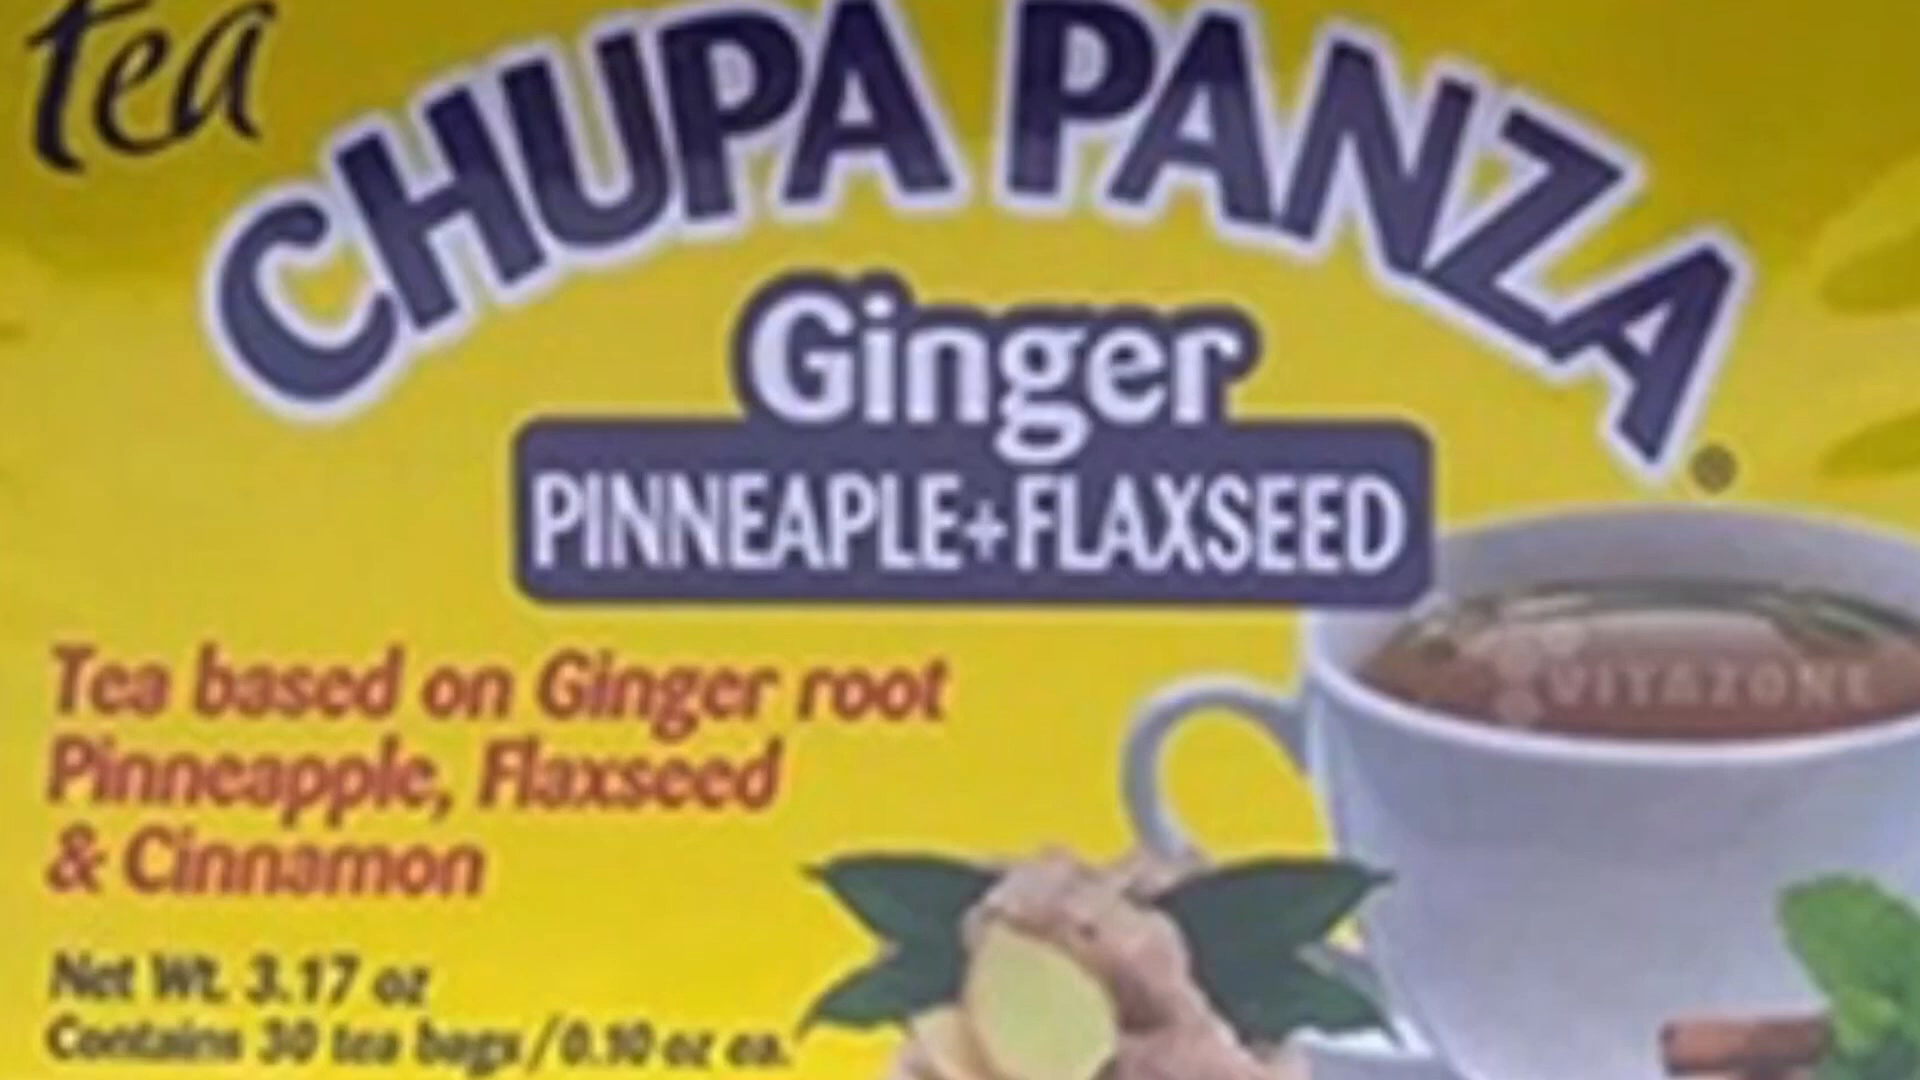 tea
CHUPA PANZA
Ginger
PINNEAPLE+FLAXSEED
Tea based on Ginger root
Pinneapple, Flaxseed
& Cinnamon
VITAZONE
Net Wt. 3.17 oz
Contains 30 tea bags/0.10 oz ea.